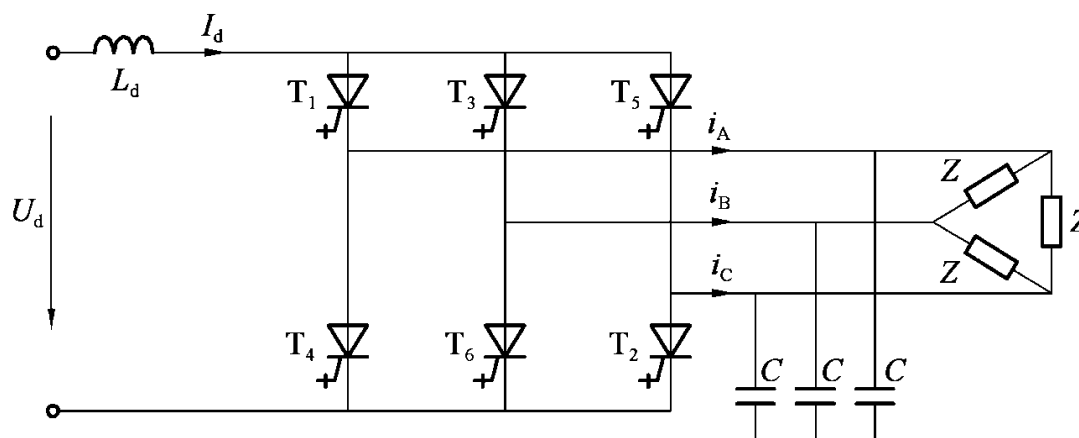 I_d
L_d
T_1 T_3 T_5
i_A
Z
U_d
i_B
Z
Z
i_C
T_4 T_6 T_2
C C C